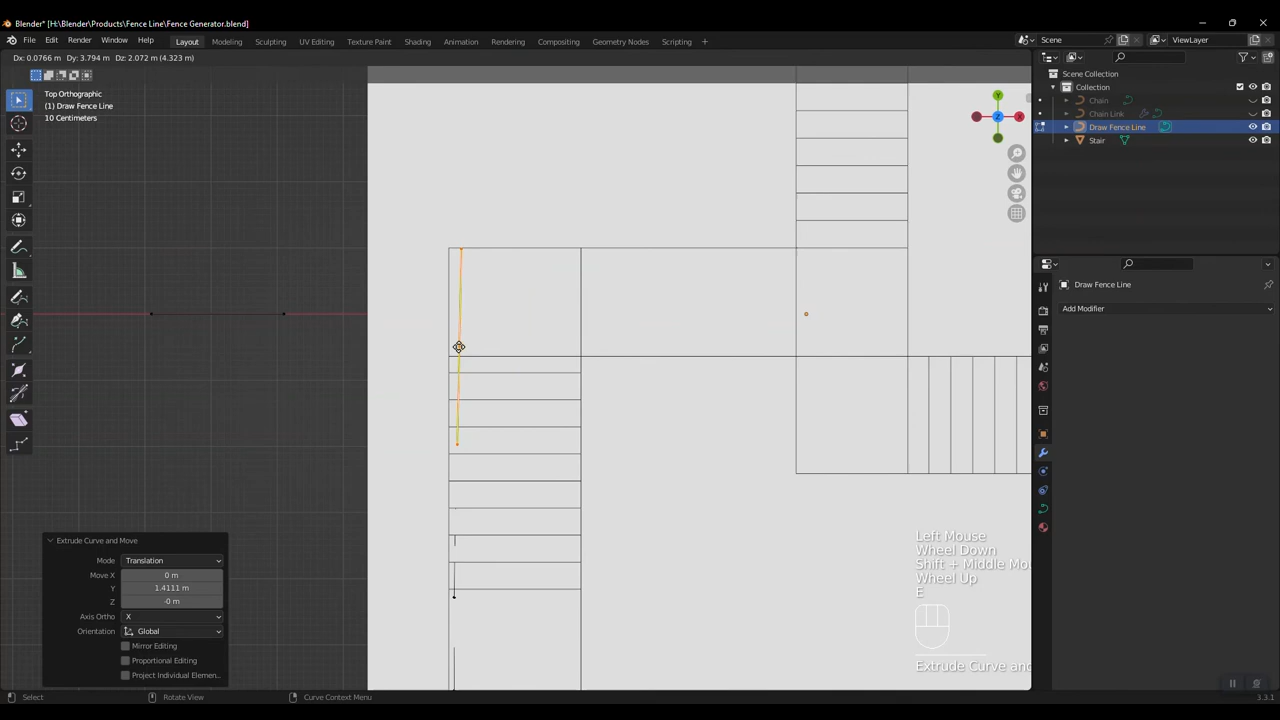 Blender* [H:\Blender\Products\Fence Line\Fence Generator.blend]
File Edit Render Window Help Layout Modeling Sculpting UV Editing Texture Paint Shading Animation Rendering Compositing Geometry Nodes Scripting + Scene ViewLayer
Dx: 0.0766 m Dy: 3.794 m Dz: 2.072 m (4.323 m)
Scene Collection
Collection
Chain
Chain Link
Draw Fence Line
Stair
Top Orthographic
(1) Draw Fence Line
10 Centimeters
Y
Z
X
Draw Fence Line
Add Modifier
Extrude Curve and Move
Mode Translation
Move X 0 m
Y 1.4111 m
Z -0 m
Axis Ortho X
Orientation Global
Mirror Editing
Proportional Editing
Project Individual Elemen...
Left Mouse
Wheel Down
Shift + Middle Mo
Wheel Up
E
Extrude Curve and
Select Rotate View Curve Context Menu 3.3.1